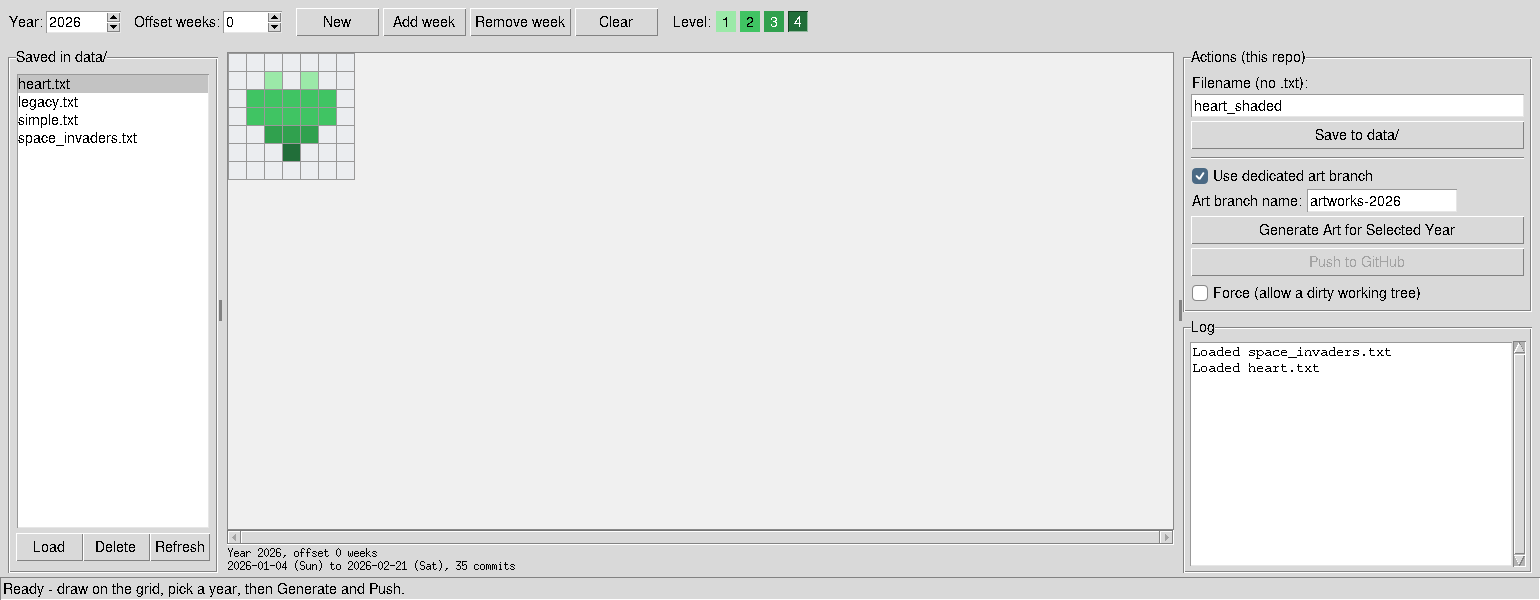 Year: 2026 Offset weeks: 0 New Add week Remove week Clear Level: 1 2 3 4
Saved in data/
heart.txt
legacy.txt
simple.txt
space_invaders.txt
Load Delete Refresh
Year 2026, offset 0 weeks
2026-01-04 (Sun) to 2026-02-21 (Sat), 35 commits
Actions (this repo)
Filename (no .txt):
heart_shaded
Save to data/
Use dedicated art branch
Art branch name: artworks-2026
Generate Art for Selected Year
Push to GitHub
Force (allow a dirty working tree)
Log
Loaded space_invaders.txt
Loaded heart.txt
Ready - draw on the grid, pick a year, then Generate and Push.